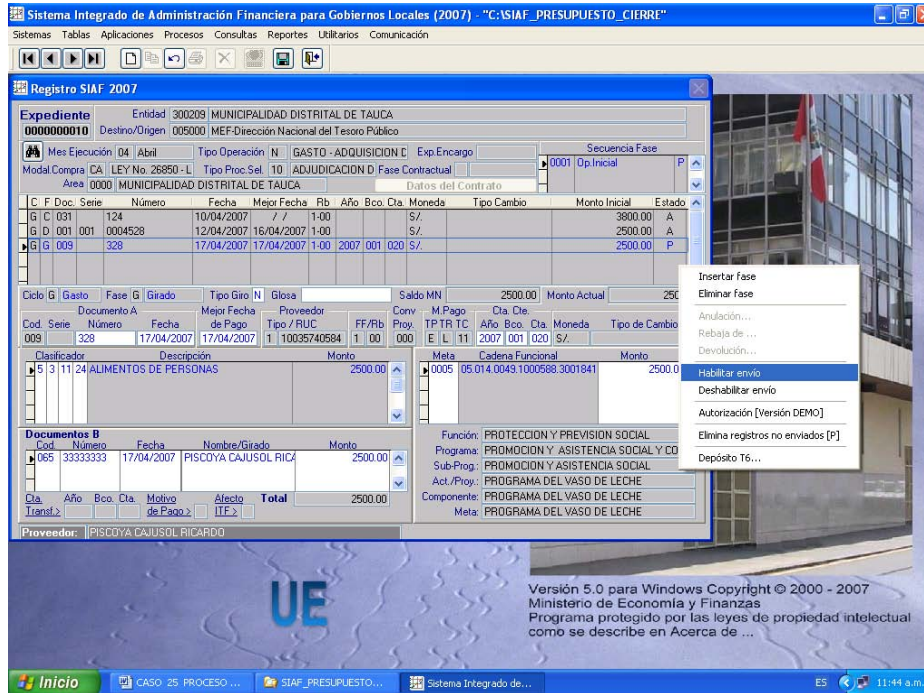 Sistema Integrado de Administración Financiera para Gobiernos Locales (2007) - "C:\SIAF_PRESUPUESTO_CIERRE"
Sistemas Tablas Aplicaciones Procesos Consultas Reportes Utilitarios Comunicación
Registro SIAF 2007
Expediente Entidad 300209 MUNICIPALIDAD DISTRITAL DE TAUCA
0000000010 Destino/Origen 005000 MEF-Dirección Nacional del Tesoro Público
Mes Ejecución 04 Abril Tipo Operación N GASTO - ADQUISICION D Exp.Encargo Secuencia Fase
Modal.Compra CA LEY No. 26850 - L Tipo Proc.Sel. 10 ADJUDICACION D Fase Contractual 0001 Op.Inicial P
Area 0000 MUNICIPALIDAD DISTRITAL DE TAUCA Datos del Contrato
C F Doc. Serie Número Fecha Mejor Fecha Rb Año Bco. Cta. Moneda Tipo Cambio Monto Inicial Estado
G C 031 124 10/04/2007 / / 1-00 S/. 3800.00 A
G D 001 001 0004528 12/04/2007 16/04/2007 1-00 S/. 2500.00 A
G G 009 328 17/04/2007 17/04/2007 1-00 2007 001 020 S/. 2500.00 P
Ciclo G Gasto Fase G Girado Tipo Giro N Glosa Saldo MN 2500.00 Monto Actual 250
Documento A Mejor Fecha Proveedor Conv M.Pago Cta. Cte.
Cod. Serie Número Fecha de Pago Tipo / RUC FF/Rb Proy. TP TR TC Año Bco. Cta. Moneda Tipo de Cambio
009 328 17/04/2007 17/04/2007 1 10035740584 1 00 000 E L 11 2007 001 020 S/.
Clasificador Descripción Monto Meta Cadena Funcional Monto
5 3 11 24 ALIMENTOS DE PERSONAS 2500.00 0005 05.014.0049.1000588.3001841 2500.0
Documentos B
Cod. Número Fecha Nombre/Girado Monto
065 33333333 17/04/2007 PISCOYA CAJUSOL RICA 2500.00
Cta. Año Bco. Cta. Motivo Afecto Total 2500.00
Transf.> de Pago > ITF >
Función: PROTECCION Y PREVISION SOCIAL
Programa: PROMOCION Y ASISTENCIA SOCIAL Y CO
Sub-Prog.: PROMOCION Y ASISTENCIA SOCIAL
Act./Proy.: PROGRAMA DEL VASO DE LECHE
Componente: PROGRAMA DEL VASO DE LECHE
Meta: PROGRAMA DEL VASO DE LECHE
Proveedor: PISCOYA CAJUSOL RICARDO
Insertar fase
Eliminar fase
Anulación...
Rebaja de ...
Devolución...
Habilitar envío
Deshabilitar envío
Autorización [Versión DEMO]
Elimina registros no enviados [P]
Depósito T6...
UE
Versión 5.0 para Windows Copyright © 2000 - 2007
Ministerio de Economía y Finanzas
Programa protegido por las leyes de propiedad intelectual
como se describe en Acerca de ...
Inicio CASO 25 PROCESO ... SIAF_PRESUPUESTO... Sistema Integrado de... ES 11:44 a.m.